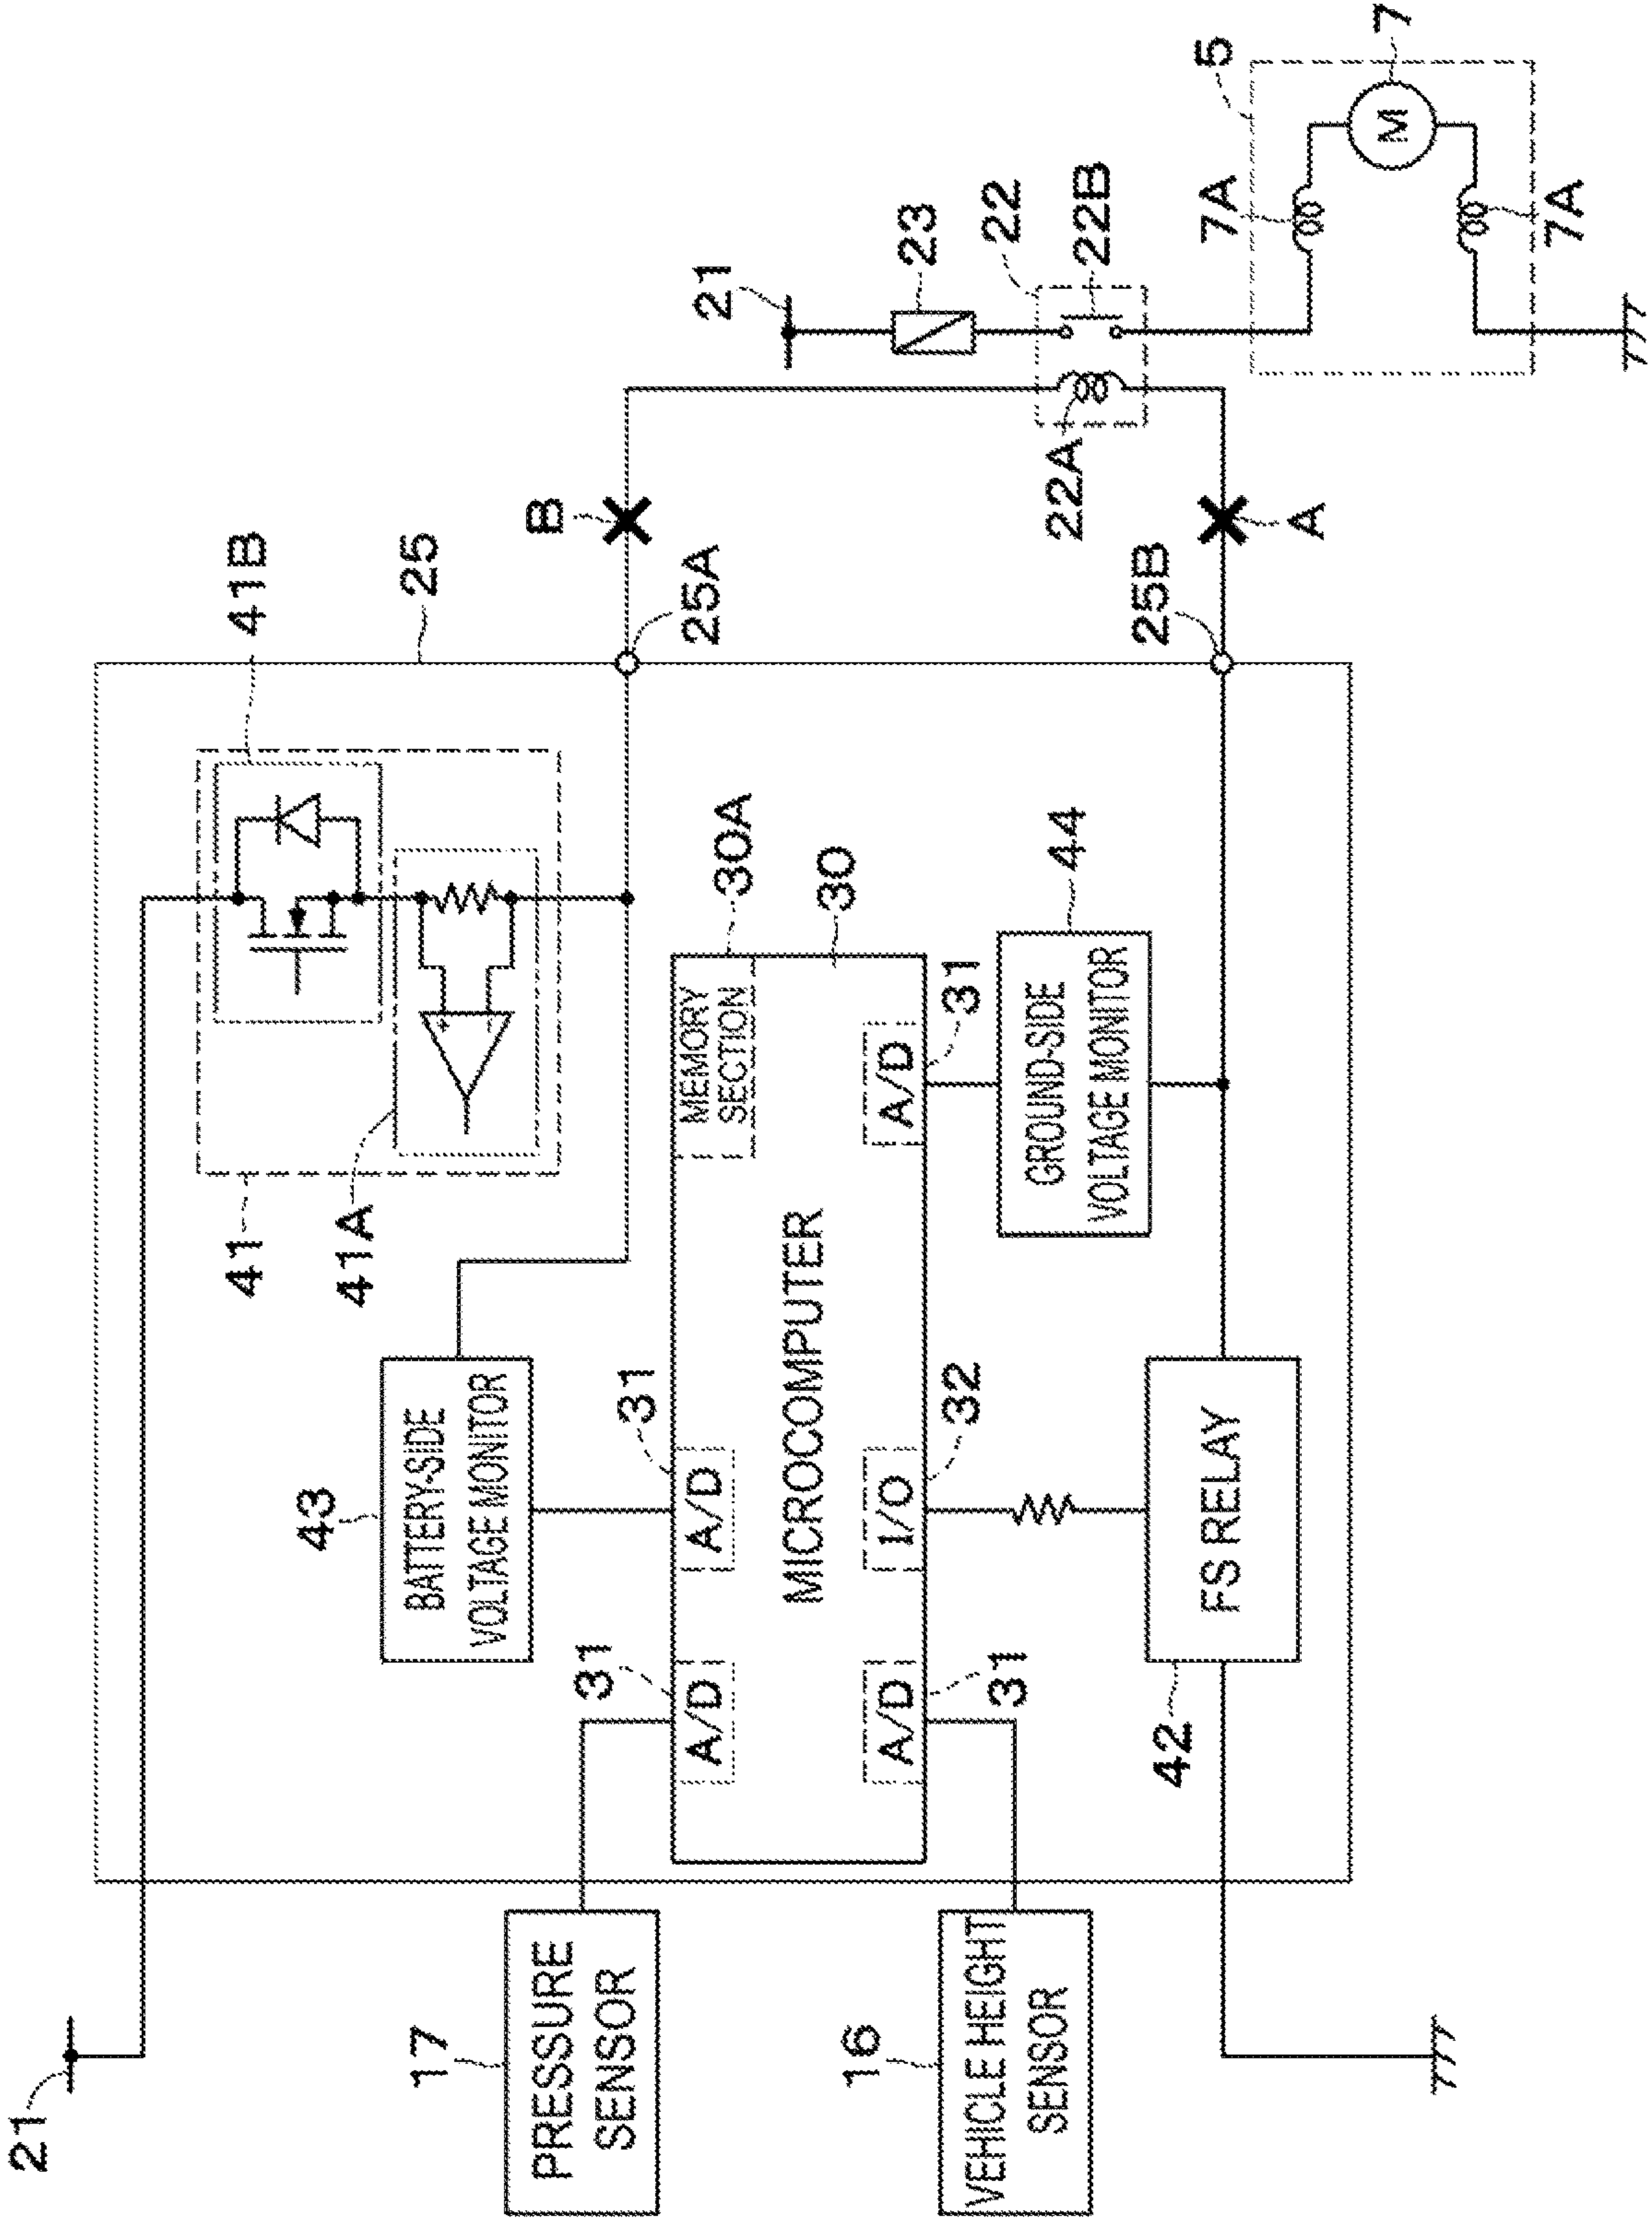 21
41
41B
43
41A
25
17
BATTERY-SIDE
VOLTAGE MONITOR
B
PRESSURE
SENSOR
31
31
25A
21
A/D
A/D
MEMORY
SECTION
30A
MICROCOMPUTER
30
23
16
A/D
I/O
A/D
31
32
31
22
VEHICLE HEIGHT
SENSOR
GROUND-SIDE
VOLTAGE MONITOR
44
22A
22B
42
FS RELAY
25B
A
5
7A
M
7
7A